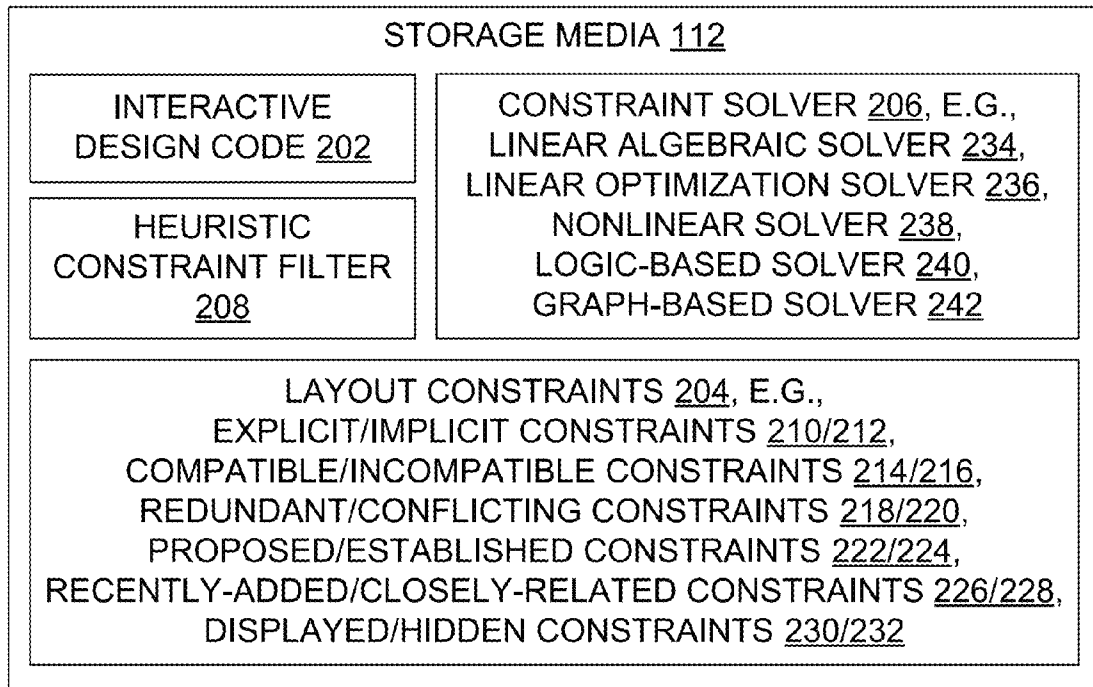 STORAGE MEDIA 112
INTERACTIVE
DESIGN CODE 202
HEURISTIC
CONSTRAINT FILTER
208
CONSTRAINT SOLVER 206, E.G.,
LINEAR ALGEBRAIC SOLVER 234,
LINEAR OPTIMIZATION SOLVER 236,
NONLINEAR SOLVER 238,
LOGIC-BASED SOLVER 240,
GRAPH-BASED SOLVER 242
LAYOUT CONSTRAINTS 204, E.G.,
EXPLICIT/IMPLICIT CONSTRAINTS 210/212,
COMPATIBLE/INCOMPATIBLE CONSTRAINTS 214/216,
REDUNDANT/CONFLICTING CONSTRAINTS 218/220,
PROPOSED/ESTABLISHED CONSTRAINTS 222/224,
RECENTLY-ADDED/CLOSELY-RELATED CONSTRAINTS 226/228,
DISPLAYED/HIDDEN CONSTRAINTS 230/232